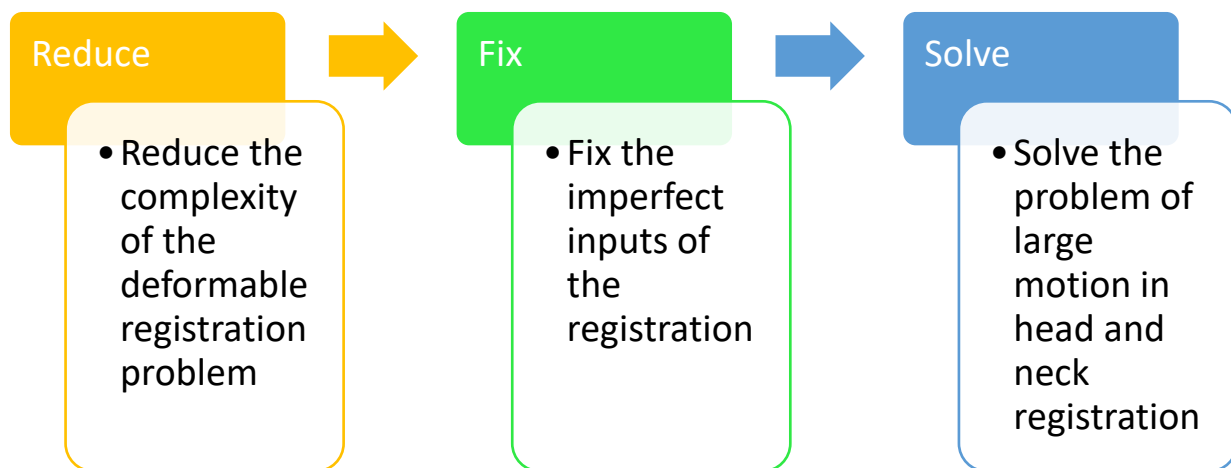 Reduce
• Reduce the
complexity
of the
deformable
registration
problem
Fix
• Fix the
imperfect
inputs of
the
registration
Solve
• Solve the
problem of
large
motion in
head and
neck
registration